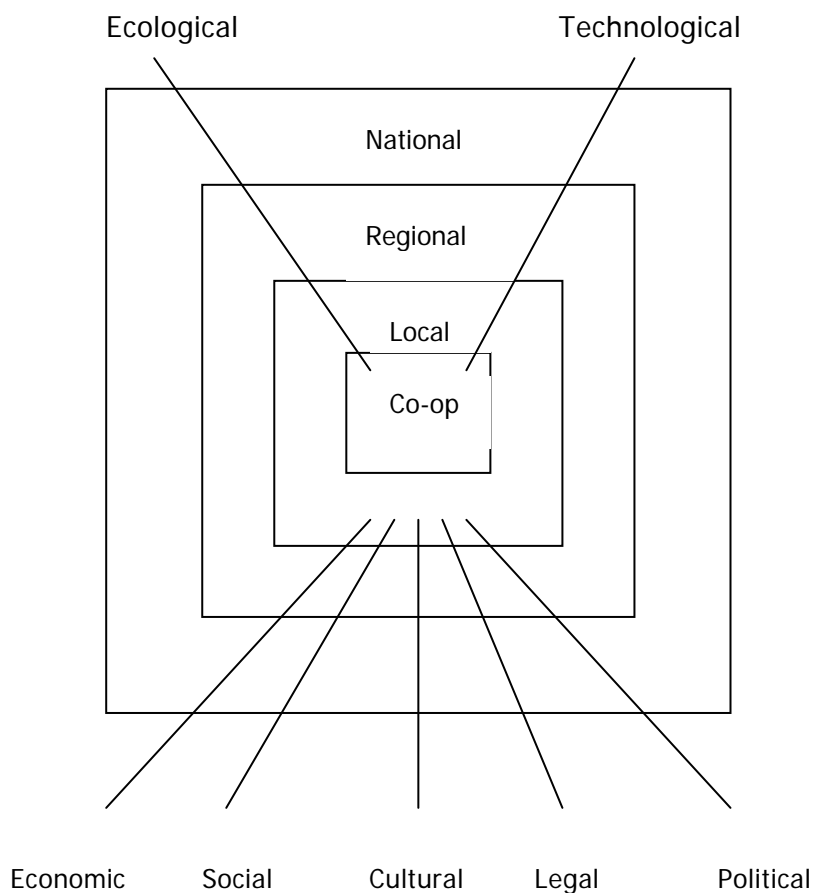 Ecological Technological
National
Regional
Local
Co-op
Economic Social Cultural Legal Political